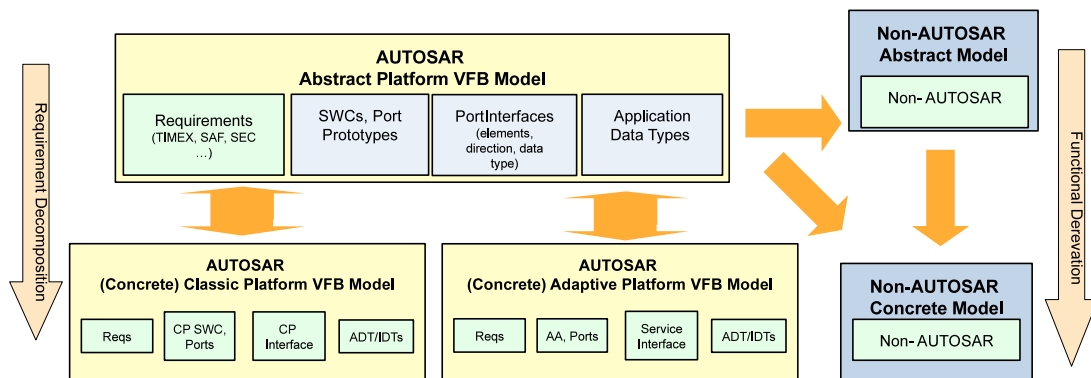 AUTOSAR
Abstract Platform VFB Model
Requirements
(TIMEX, SAF, SEC
...)
SWCs, Port
Prototypes
PortInterfaces
(elements,
direction, data
type)
Application
Data Types
Non-AUTOSAR
Abstract Model
Non- AUTOSAR
Requirement Decomposition
Functional Derevation
AUTOSAR
(Concrete) Classic Platform VFB Model
Reqs
CP SWC,
Ports
CP
Interface
ADT/IDTs
AUTOSAR
(Concrete) Adaptive Platform VFB Model
Reqs
AA, Ports
Service
Interface
ADT/IDTs
Non-AUTOSAR
Concrete Model
Non- AUTOSAR